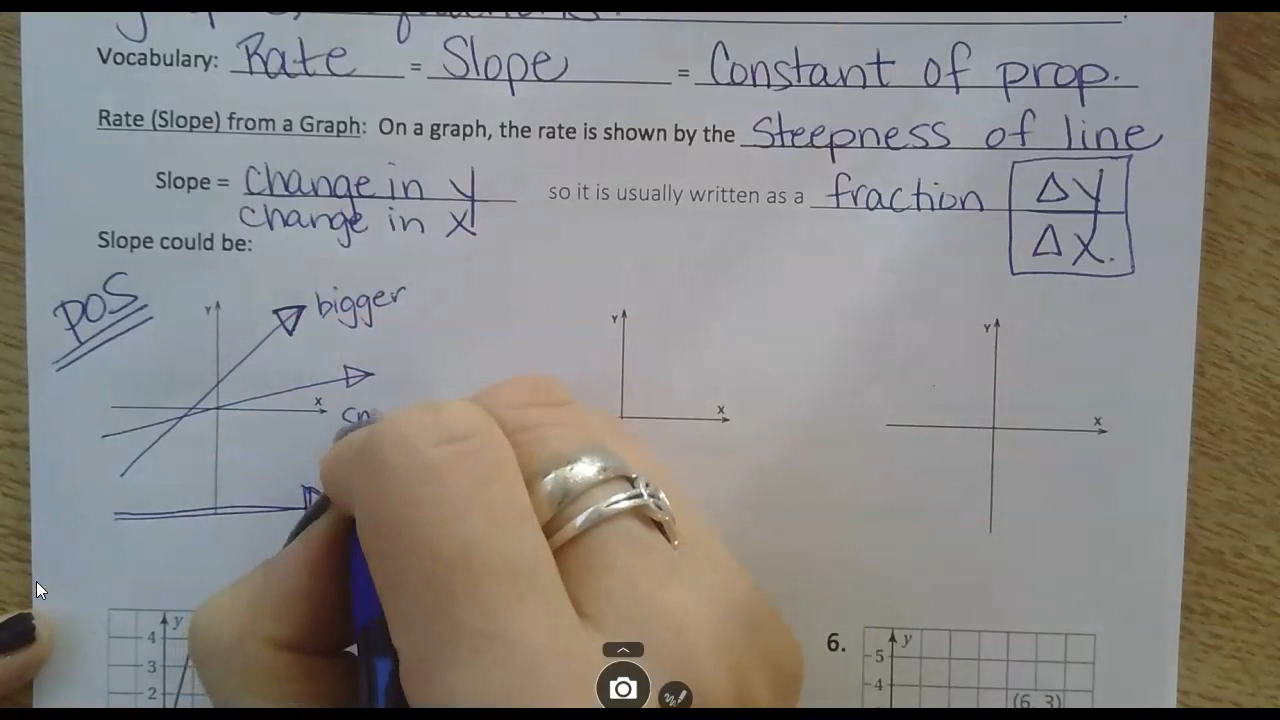 Vocabulary: Rate = Slope = Constant of prop.
Rate (Slope) from a Graph: On a graph, the rate is shown by the Steepness of line
Slope = change in y so it is usually written as a fraction Δy
change in x Δx.
Slope could be:
POS
bigger
Y
Y
Y
X
X
X
y
4
3
2
6.
y
5
4
(6, 3)